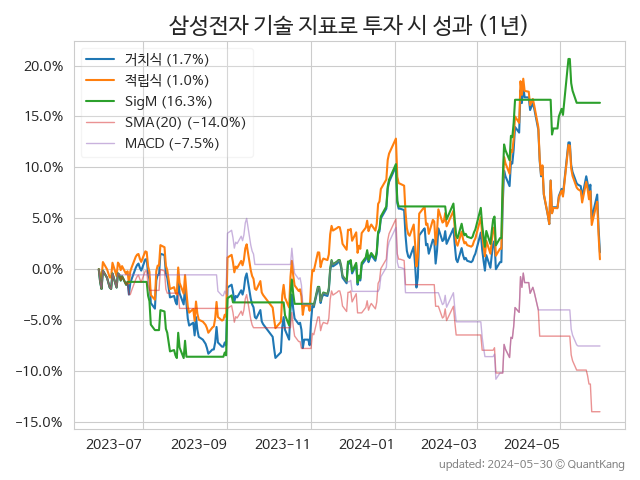 삼성전자 기술 지표로 투자 시 성과 (1년)
거치식 (1.7%)
적립식 (1.0%)
SigM (16.3%)
SMA(20) (−14.0%)
MACD (−7.5%)
20.0%
15.0%
10.0%
5.0%
0.0%
−5.0%
−10.0%
−15.0%
2023-07 2023-09 2023-11 2024-01 2024-03 2024-05
updated: 2024-05-30 ⓒ QuantKang